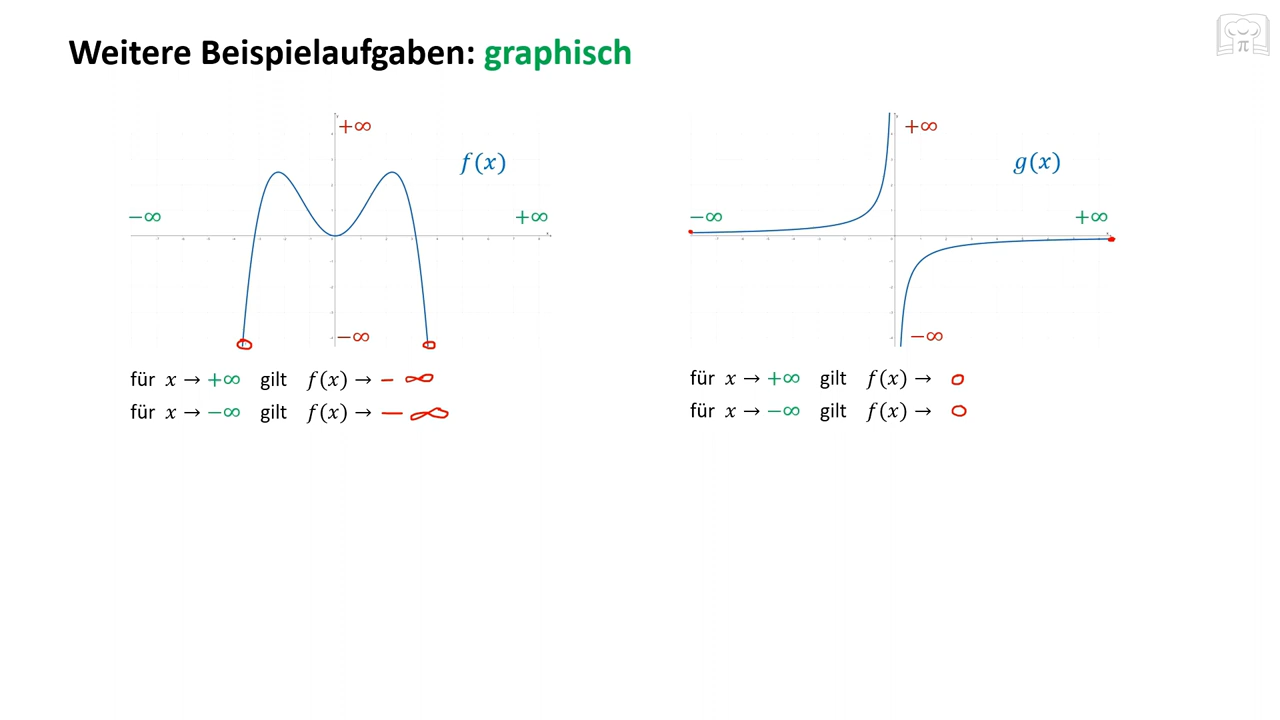 Weitere Beispielaufgaben: graphisch
+∞
f(x)
−∞
+∞
−∞
für x → +∞ gilt f(x) → − ∞
für x → −∞ gilt f(x) → − ∞
+∞
g(x)
−∞
+∞
−∞
für x → +∞ gilt f(x) → 0
für x → −∞ gilt f(x) → 0
π